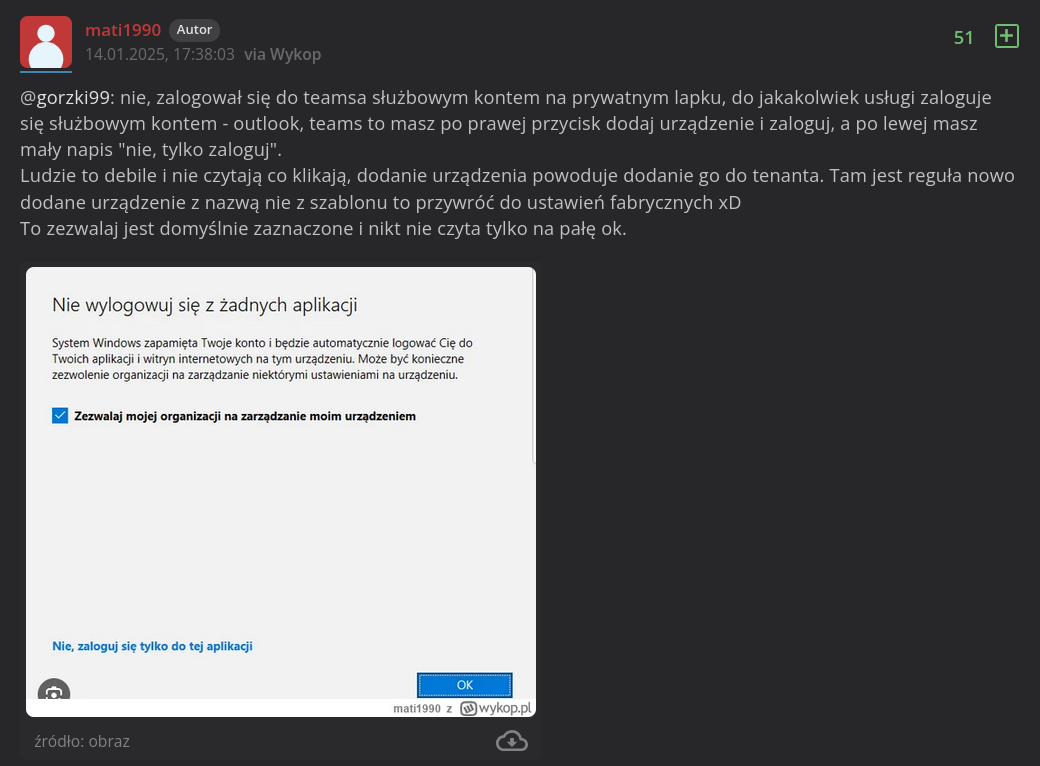 mati1990 Autor
14.01.2025, 17:38:03 via Wykop
51
@gorzki99: nie, zalogował się do teamsa służbowym kontem na prywatnym lapku, do jakakolwiek usługi zaloguje
się służbowym kontem - outlook, teams to masz po prawej przycisk dodaj urządzenie i zaloguj, a po lewej masz
mały napis "nie, tylko zaloguj".
Ludzie to debile i nie czytają co klikają, dodanie urządzenia powoduje dodanie go do tenanta. Tam jest reguła nowo
dodane urządzenie z nazwą nie z szablonu to przywróć do ustawień fabrycznych xD
To zezwalaj jest domyślnie zaznaczone i nikt nie czyta tylko na pałę ok.
Nie wylogowuj się z żadnych aplikacji
System Windows zapamięta Twoje konto i będzie automatycznie logować Cię do
Twoich aplikacji i witryn internetowych na tym urządzeniu. Może być konieczne
zezwolenie organizacji na zarządzanie niektórymi ustawieniami na urządzeniu.
Zezwalaj mojej organizacji na zarządzanie moim urządzeniem
Nie, zaloguj się tylko do tej aplikacji
OK
mati1990 z wykop.pl
źródło: obraz